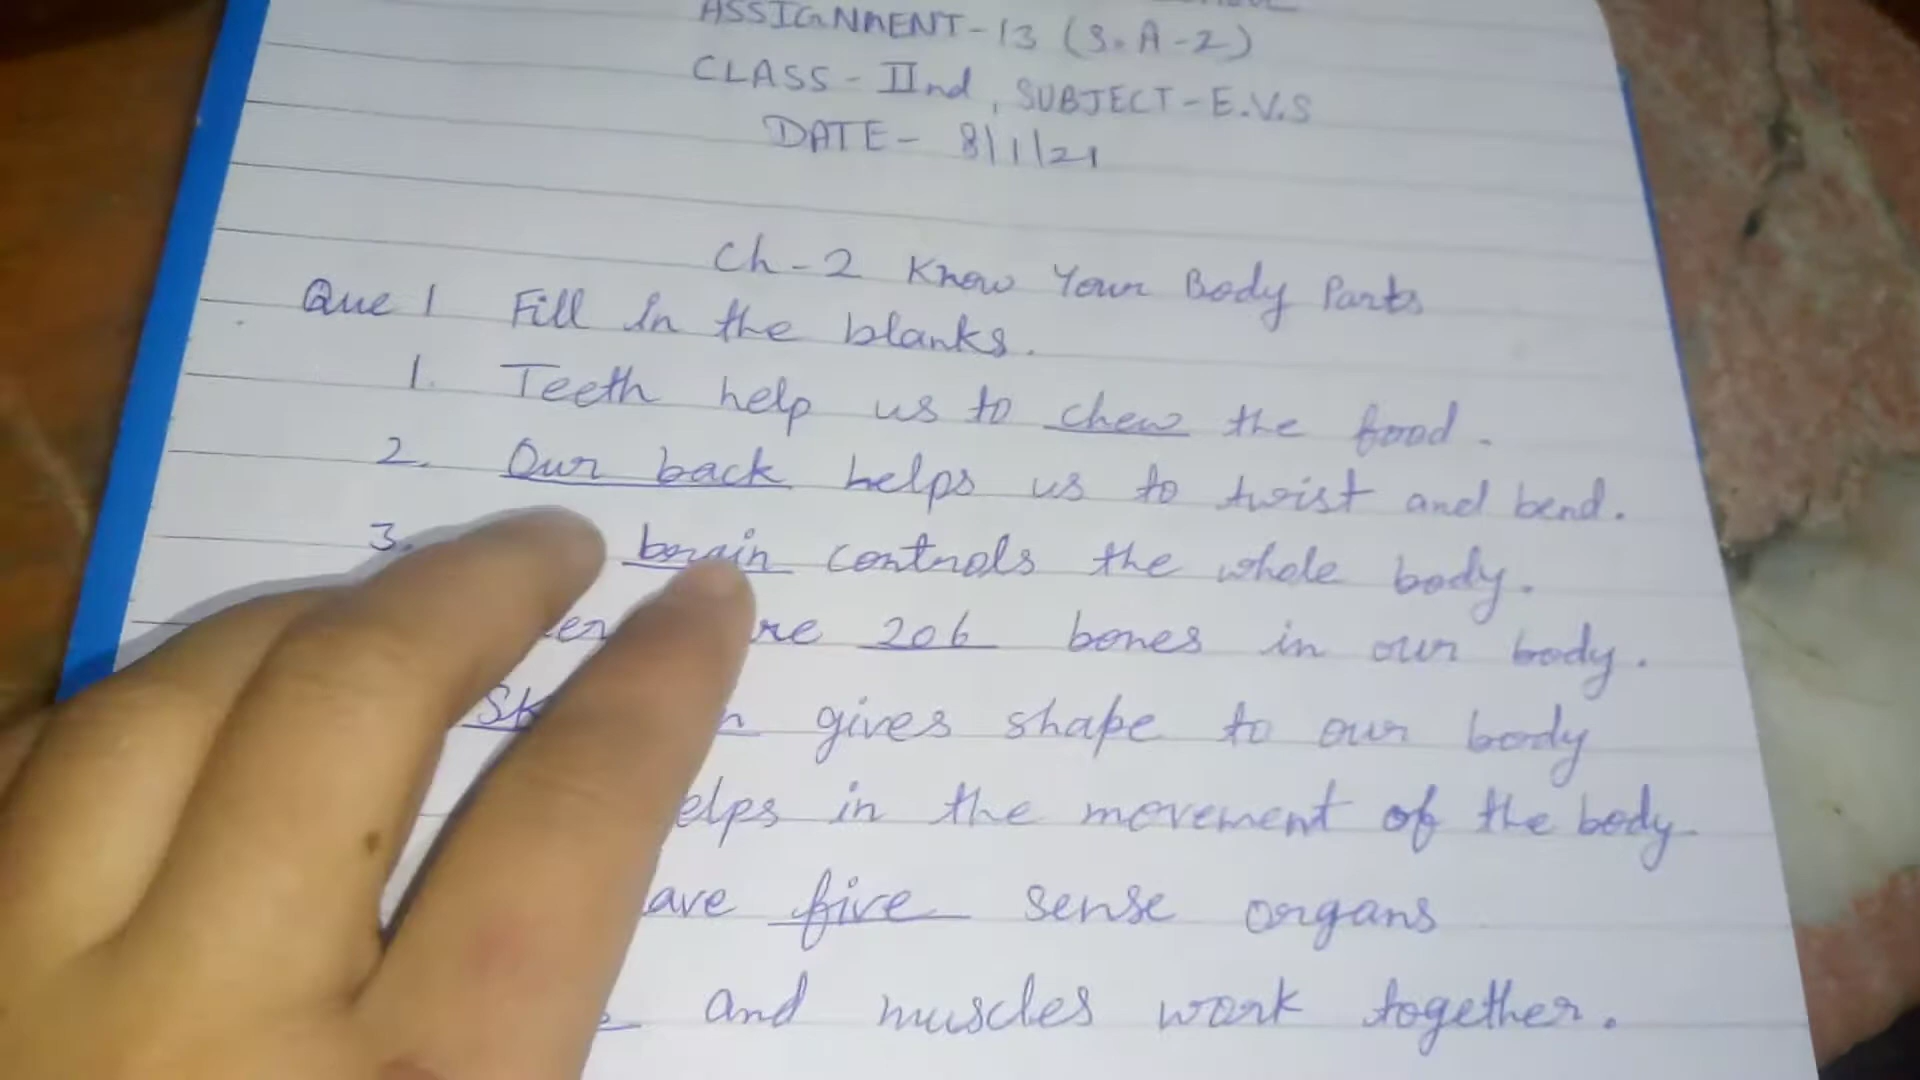 ASSIGNMENT-13 (S.A-2)
CLASS - IInd, SUBJECT - E.V.S
DATE - 8/1/21
Ch-2 Know Your Body Parts
Que 1 Fill in the blanks.
1. Teeth help us to chew the food.
2. Our back helps us to twist and bend.
3. brain controls the whole body.
206 bones in our body.
gives shape to our body
in the movement of the body
five sense organs
and muscles work together.